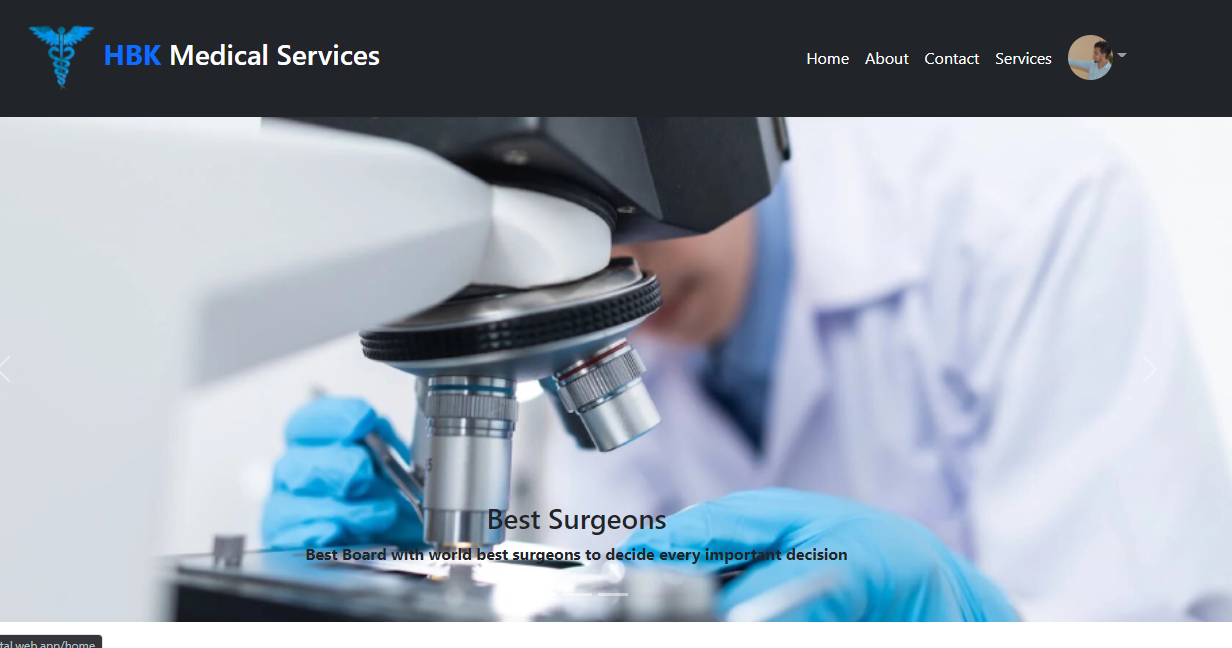 HBK Medical Services
Home About Contact Services
Best Surgeons
Best Board with world best surgeons to decide every important decision
tal.web.app/home